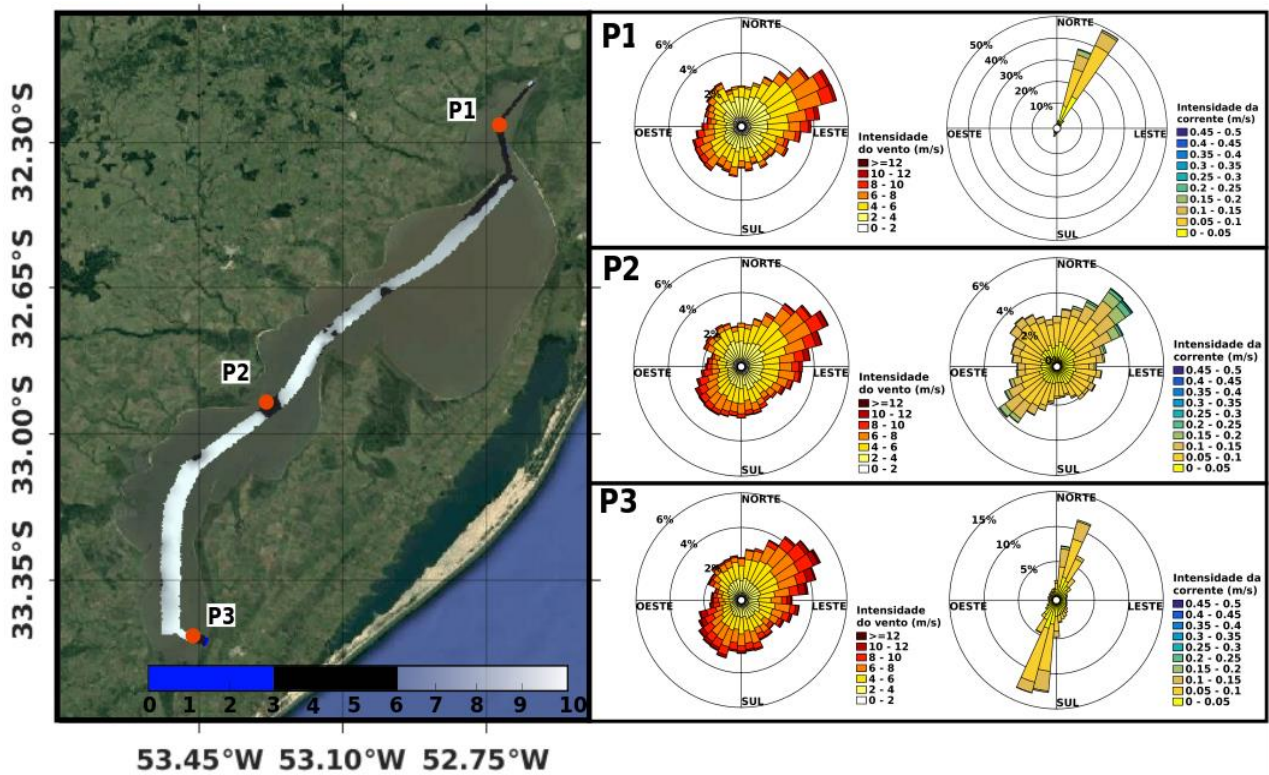 32.30°S
32.65°S
33.00°S
33.35°S
P1
P2
P3
0 1 2 3 4 5 6 7 8 9 10
53.45°W 53.10°W 52.75°W
P1
NORTE
6%
4%
2%
OESTE
LESTE
SUL
Intensidade
do vento (m/s)
>=12
10 - 12
8 - 10
6 - 8
4 - 6
2 - 4
0 - 2
NORTE
50%
40%
30%
20%
10%
OESTE
LESTE
SUL
Intensidade da
corrente (m/s)
0.45 - 0.5
0.4 - 0.45
0.35 - 0.4
0.3 - 0.35
0.25 - 0.3
0.2 - 0.25
0.15 - 0.2
0.1 - 0.15
0.05 - 0.1
0 - 0.05
P2
NORTE
6%
4%
2%
OESTE
LESTE
SUL
Intensidade
do vento (m/s)
>=12
10 - 12
8 - 10
6 - 8
4 - 6
2 - 4
0 - 2
NORTE
6%
4%
2%
OESTE
LESTE
SUL
Intensidade da
corrente (m/s)
0.45 - 0.5
0.4 - 0.45
0.35 - 0.4
0.3 - 0.35
0.25 - 0.3
0.2 - 0.25
0.15 - 0.2
0.1 - 0.15
0.05 - 0.1
0 - 0.05
P3
NORTE
6%
4%
2%
OESTE
LESTE
SUL
Intensidade
do vento (m/s)
>=12
10 - 12
8 - 10
6 - 8
4 - 6
2 - 4
0 - 2
NORTE
15%
10%
5%
OESTE
LESTE
SUL
Intensidade da
corrente (m/s)
0.45 - 0.5
0.4 - 0.45
0.35 - 0.4
0.3 - 0.35
0.25 - 0.3
0.2 - 0.25
0.15 - 0.2
0.1 - 0.15
0.05 - 0.1
0 - 0.05